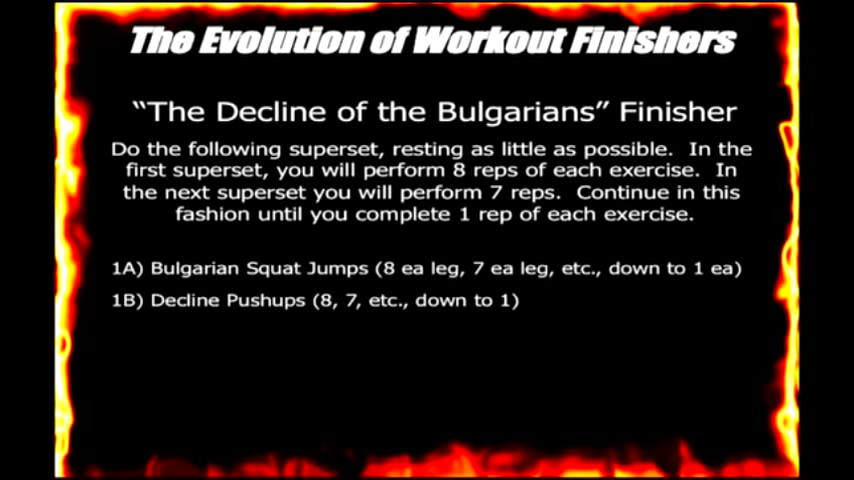 The Evolution of Workout Finishers
“The Decline of the Bulgarians” Finisher
Do the following superset, resting as little as possible. In the
first superset, you will perform 8 reps of each exercise. In
the next superset you will perform 7 reps. Continue in this
fashion until you complete 1 rep of each exercise.
1A) Bulgarian Squat Jumps (8 ea leg, 7 ea leg, etc., down to 1 ea)
1B) Decline Pushups (8, 7, etc., down to 1)